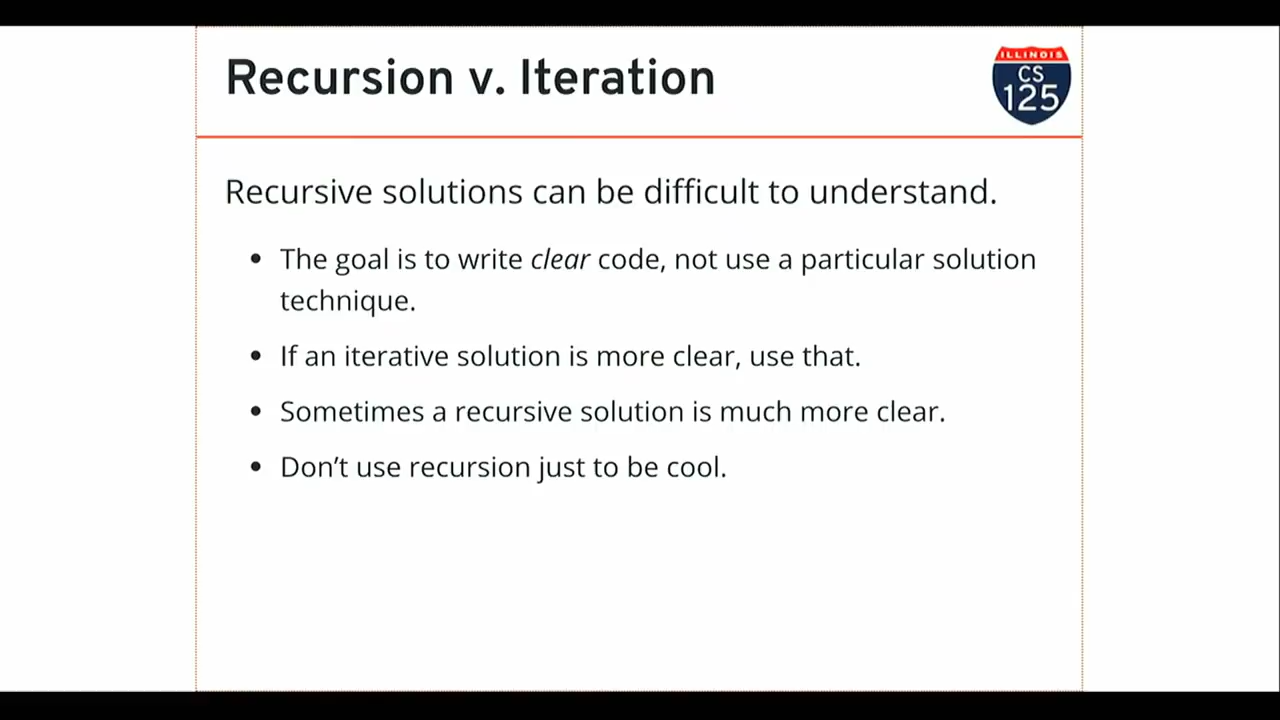 Recursion v. Iteration
ILLINOIS
CS
125
Recursive solutions can be difficult to understand.
• The goal is to write clear code, not use a particular solution
technique.
• If an iterative solution is more clear, use that.
• Sometimes a recursive solution is much more clear.
• Don’t use recursion just to be cool.